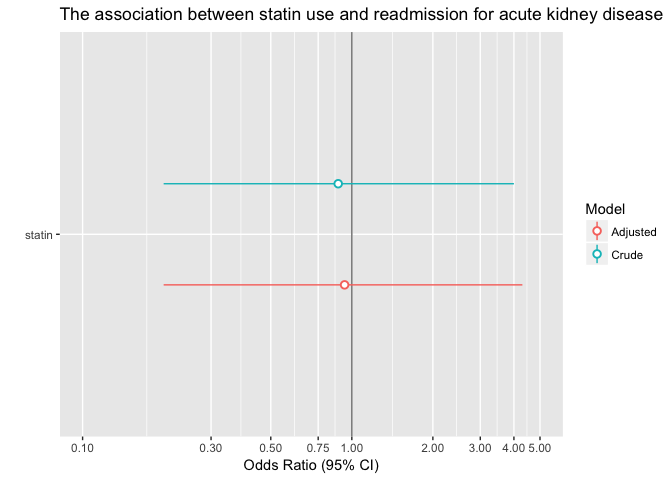 The association between statin use and readmission for acute kidney disease
statin
Model
Adjusted
Crude
0.10 0.30 0.50 0.75 1.00 2.00 3.00 4.00 5.00
Odds Ratio (95% CI)